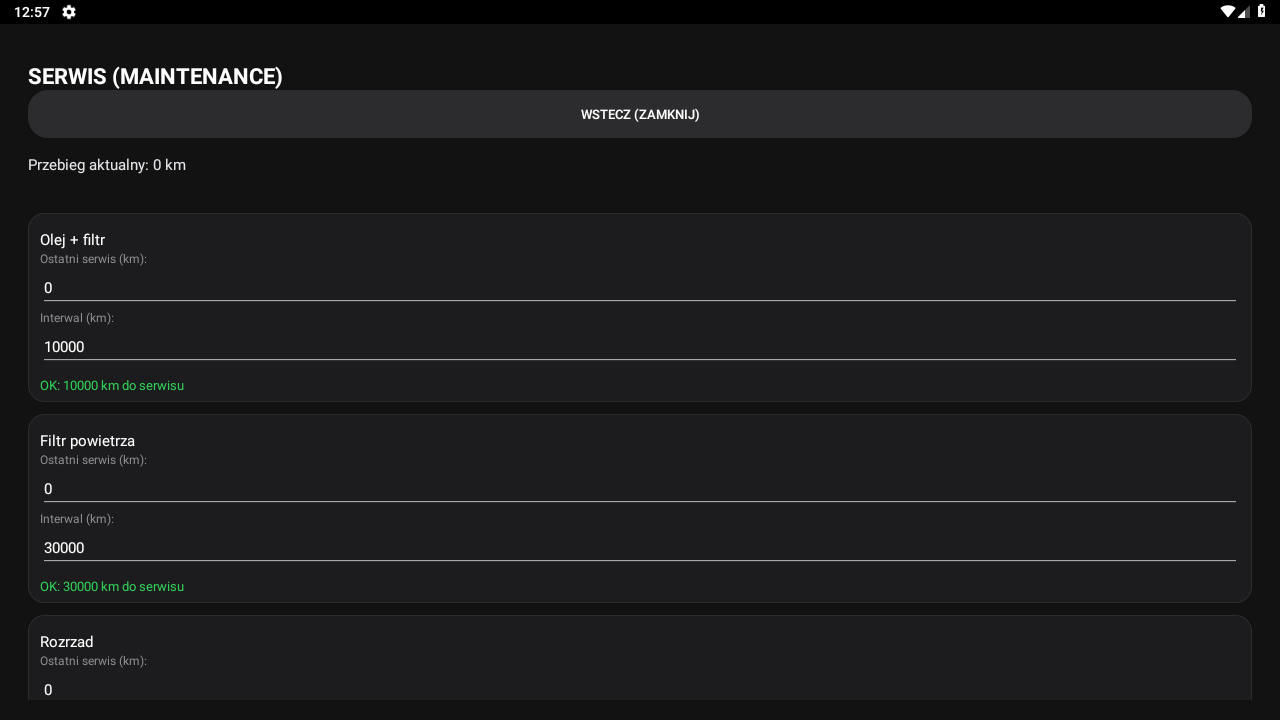 12:57
SERWIS (MAINTENANCE)
WSTECZ (ZAMKNIJ)
Przebieg aktualny: 0 km
Olej + filtr
Ostatni serwis (km):
0
Interwal (km):
10000
OK: 10000 km do serwisu
Filtr powietrza
Ostatni serwis (km):
0
Interwal (km):
30000
OK: 30000 km do serwisu
Rozrzad
Ostatni serwis (km):
0